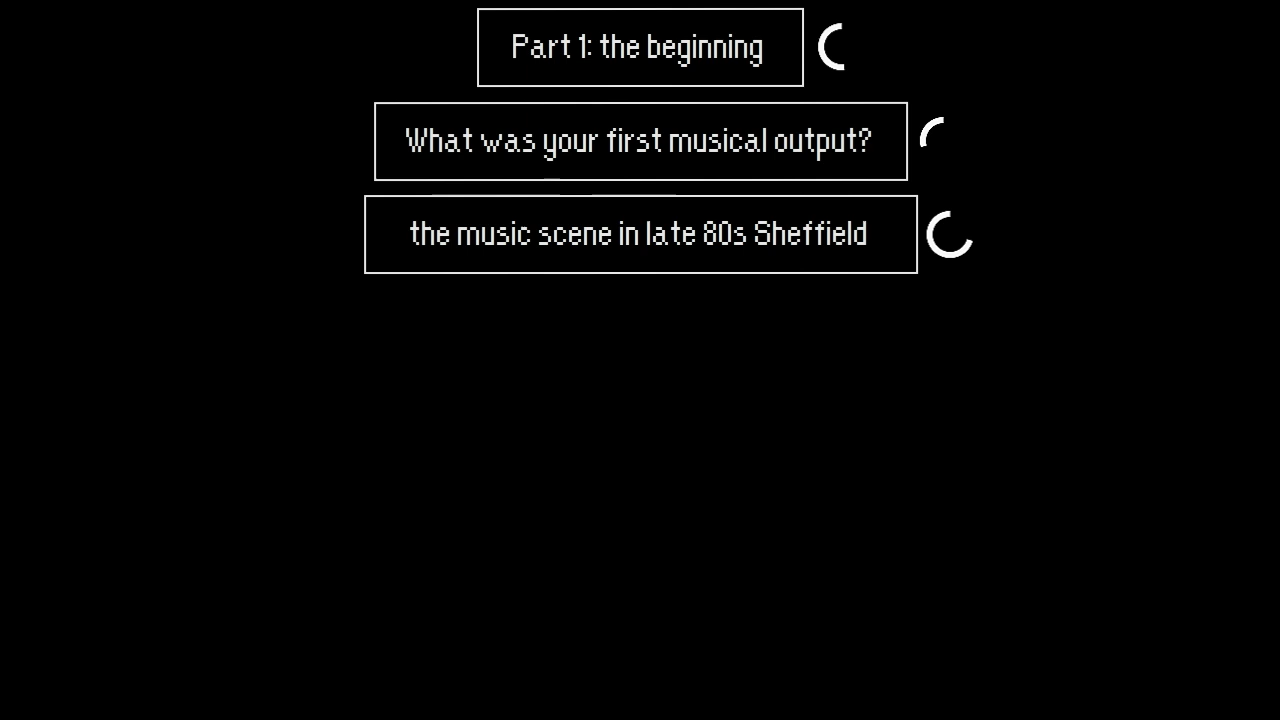 Part 1: the beginning
What was your first musical output?
the music scene in late 80s Sheffield